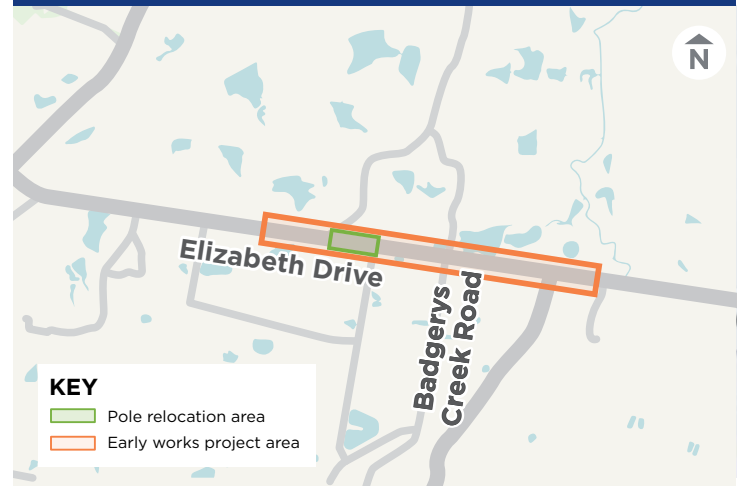 N
Elizabeth Drive
Badgerys
Creek Road
KEY
Pole relocation area
Early works project area